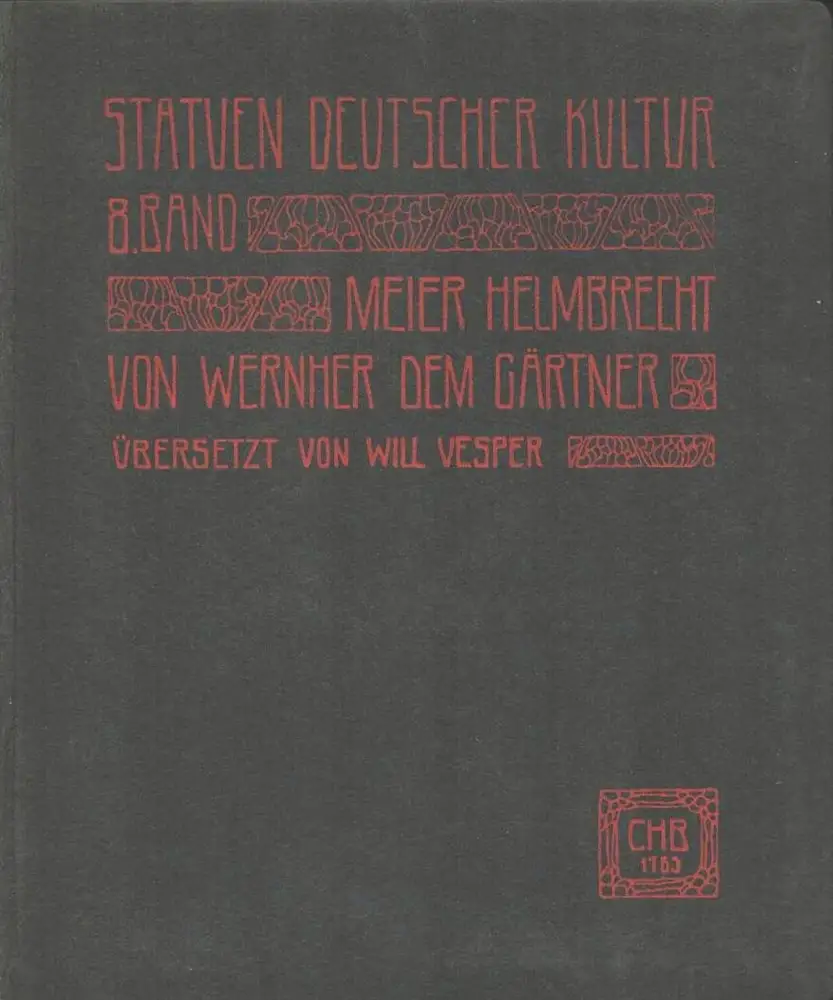 STATUEN DEUTSCHER KULTUR
8. BAND
MEIER HELMBRECHT
VON WERNHER DEM GÄRTNER
ÜBERSETZT VON WILL VESPER
CHB
1763